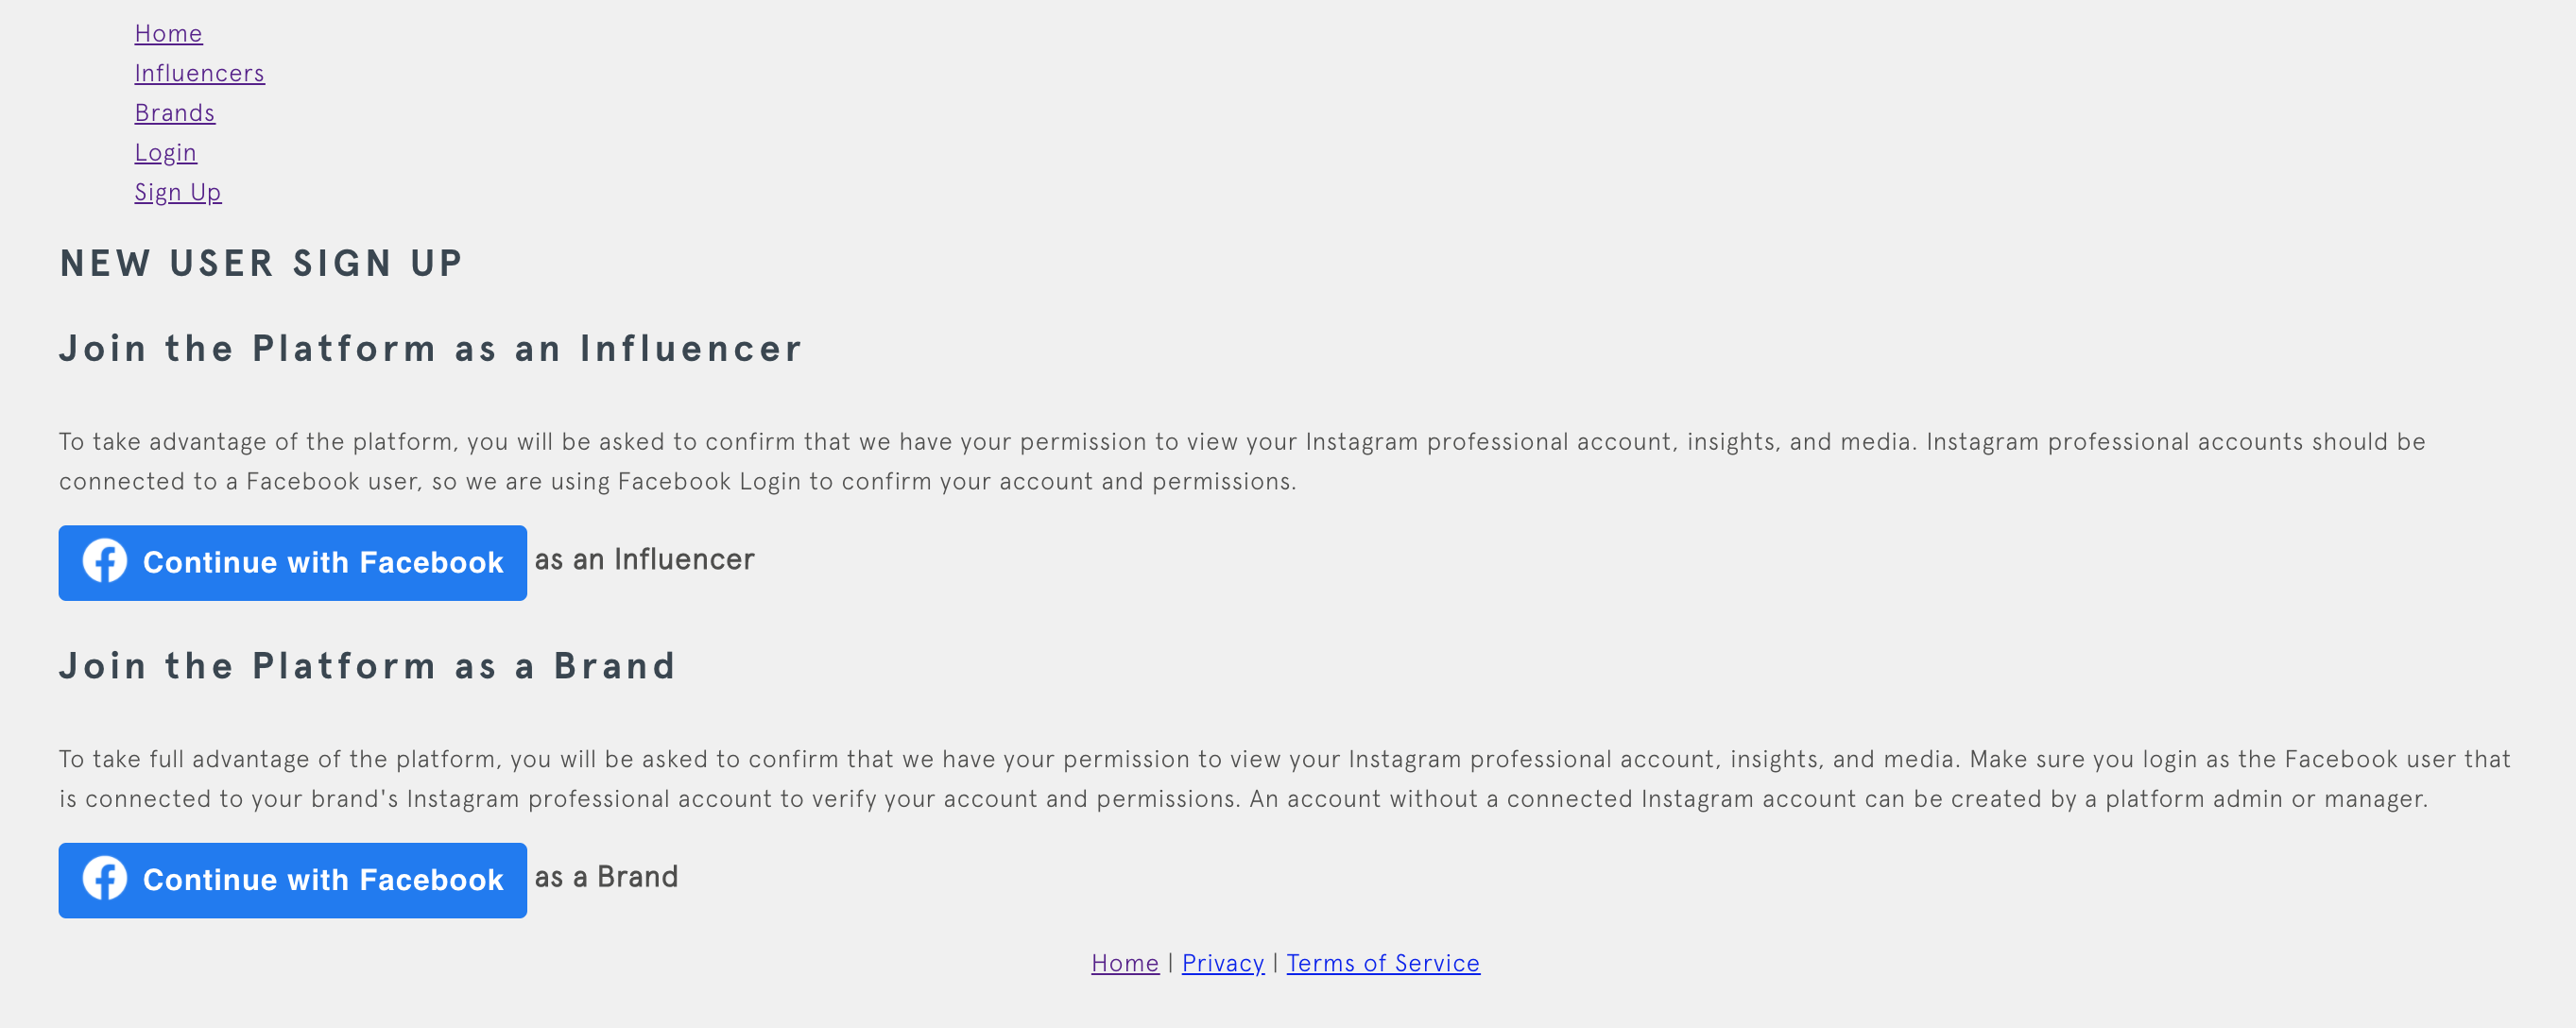 Home
Influencers
Brands
Login
Sign Up
NEW USER SIGN UP
Join the Platform as an Influencer
To take advantage of the platform, you will be asked to confirm that we have your permission to view your Instagram professional account, insights, and media. Instagram professional accounts should be
connected to a Facebook user, so we are using Facebook Login to confirm your account and permissions.
Continue with Facebook as an Influencer
Join the Platform as a Brand
To take full advantage of the platform, you will be asked to confirm that we have your permission to view your Instagram professional account, insights, and media. Make sure you login as the Facebook user that
is connected to your brand's Instagram professional account to verify your account and permissions. An account without a connected Instagram account can be created by a platform admin or manager.
Continue with Facebook as a Brand
Home | Privacy | Terms of Service